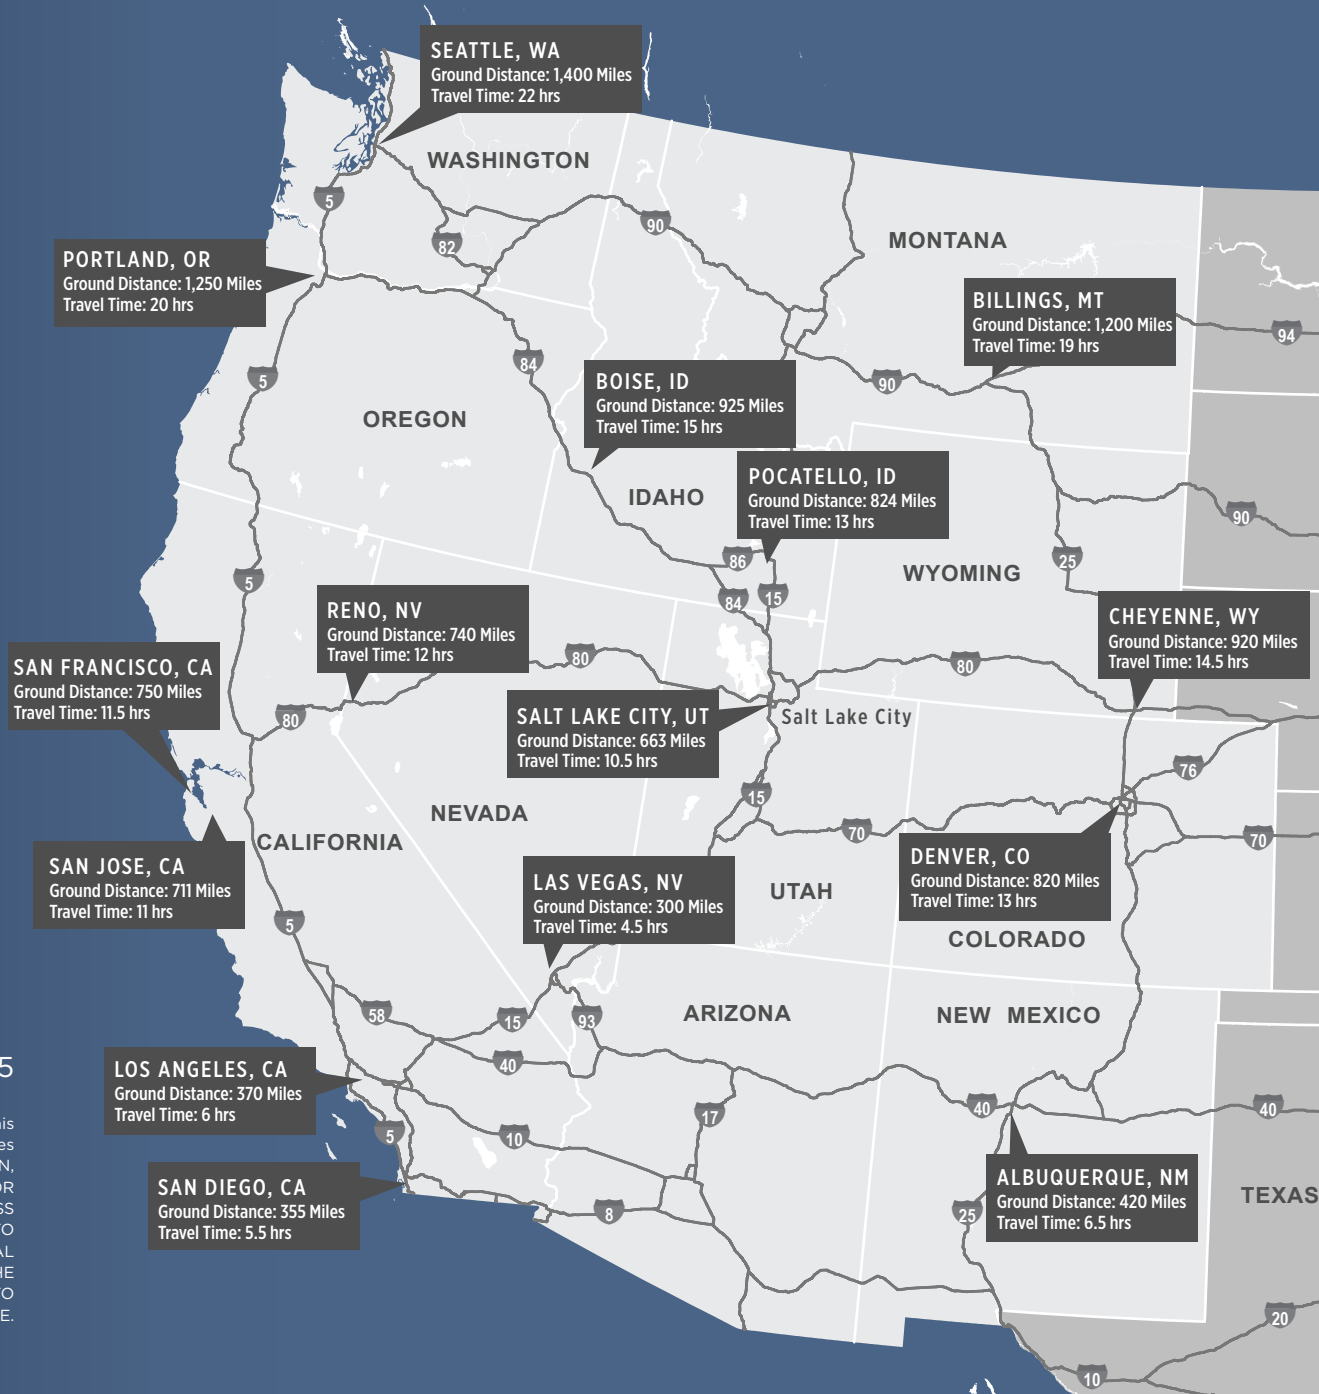 SEATTLE, WA
Ground Distance: 1,400 Miles
Travel Time: 22 hrs
WASHINGTON
5
82
90
MONTANA
PORTLAND, OR
Ground Distance: 1,250 Miles
Travel Time: 20 hrs
BILLINGS, MT
Ground Distance: 1,200 Miles
Travel Time: 19 hrs
94
84
5
90
BOISE, ID
Ground Distance: 925 Miles
Travel Time: 15 hrs
OREGON
POCATELLO, ID
Ground Distance: 824 Miles
Travel Time: 13 hrs
IDAHO
90
86
25
5
WYOMING
84
15
RENO, NV
Ground Distance: 740 Miles
Travel Time: 12 hrs
CHEYENNE, WY
Ground Distance: 920 Miles
Travel Time: 14.5 hrs
SAN FRANCISCO, CA
Ground Distance: 750 Miles
Travel Time: 11.5 hrs
80
80
80
SALT LAKE CITY, UT
Ground Distance: 663 Miles
Travel Time: 10.5 hrs
Salt Lake City
76
15
NEVADA
70
70
CALIFORNIA
SAN JOSE, CA
Ground Distance: 711 Miles
Travel Time: 11 hrs
LAS VEGAS, NV
Ground Distance: 300 Miles
Travel Time: 4.5 hrs
UTAH
DENVER, CO
Ground Distance: 820 Miles
Travel Time: 13 hrs
COLORADO
5
58
15
93
ARIZONA
NEW MEXICO
LOS ANGELES, CA
Ground Distance: 370 Miles
Travel Time: 6 hrs
40
40
40
17
5
10
SAN DIEGO, CA
Ground Distance: 355 Miles
Travel Time: 5.5 hrs
8
ALBUQUERQUE, NM
Ground Distance: 420 Miles
Travel Time: 6.5 hrs
25
TEXAS
20
10
5
TO
HE
TO
E.